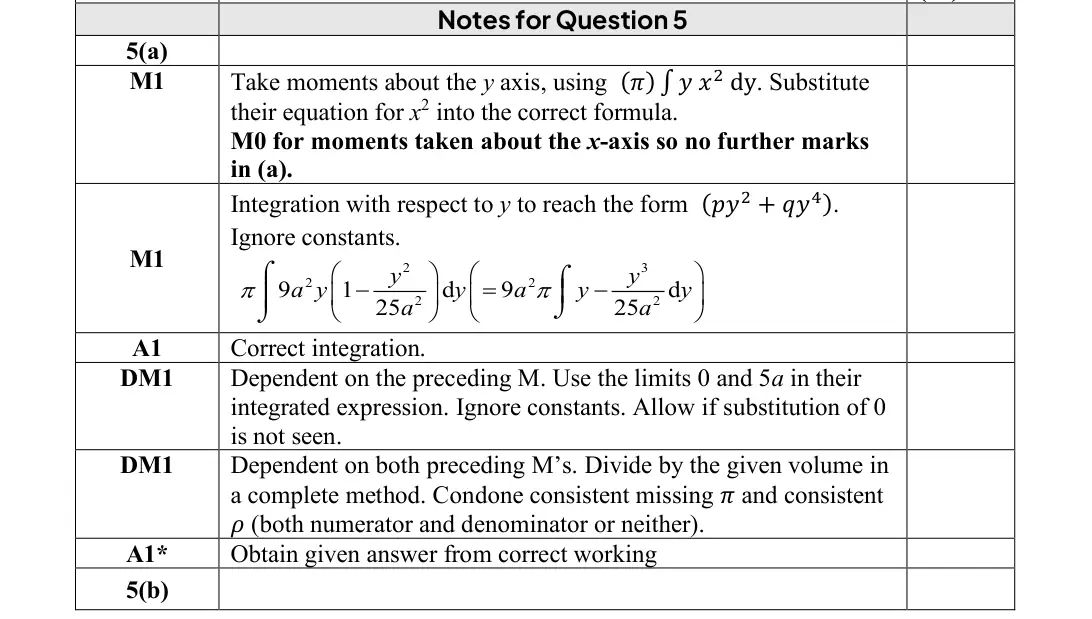 Notes for Question 5
5(a)
M1 Take moments about the y axis, using (π) ∫ y x² dy. Substitute
their equation for x² into the correct formula.
M0 for moments taken about the x-axis so no further marks
in (a).
Integration with respect to y to reach the form (py² + qy⁴).
Ignore constants.
M1
π ∫ 9a²y (1 − y²/25a²) dy (= 9a²π ∫ y − y³/25a² dy)
A1 Correct integration.
DM1 Dependent on the preceding M. Use the limits 0 and 5a in their
integrated expression. Ignore constants. Allow if substitution of 0
is not seen.
DM1 Dependent on both preceding M’s. Divide by the given volume in
a complete method. Condone consistent missing π and consistent
ρ (both numerator and denominator or neither).
A1* Obtain given answer from correct working
5(b)